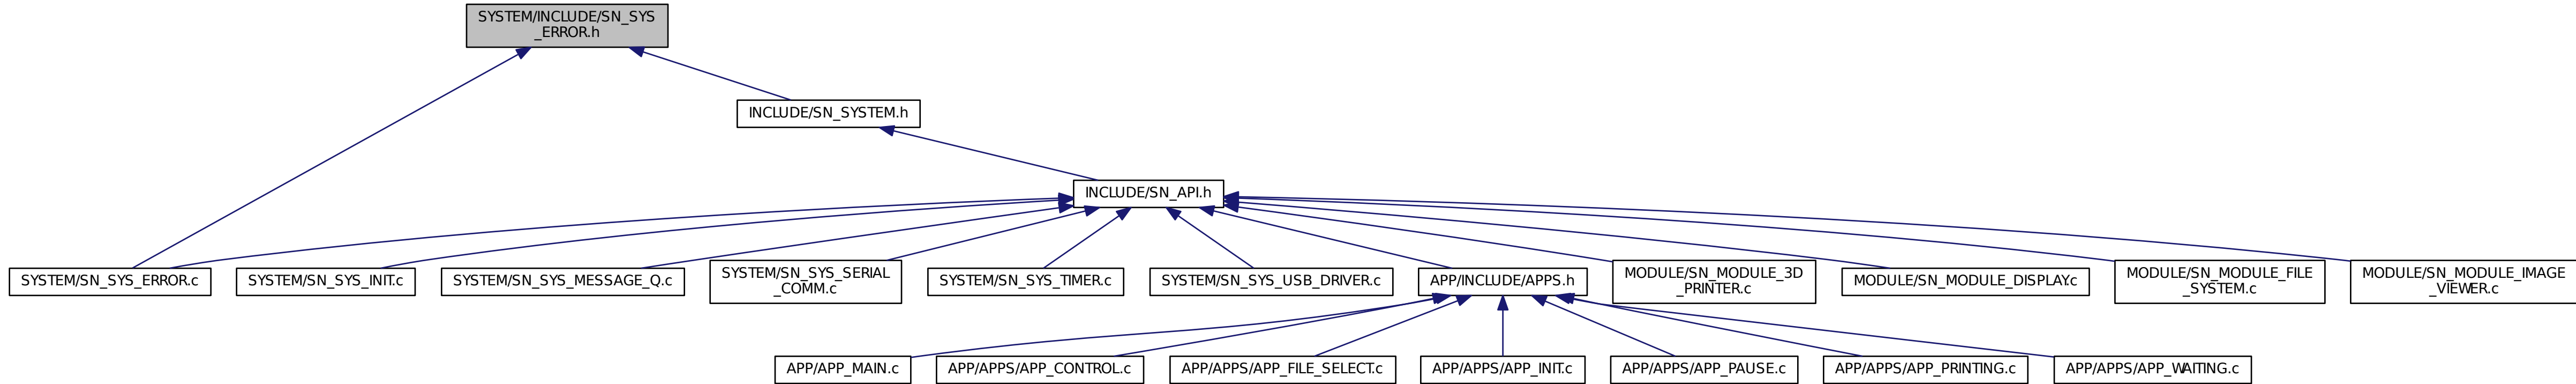 SYSTEM/INCLUDE/SN_SYS
_ERROR.h
INCLUDE/SN_SYSTEM.h
INCLUDE/SN_API.h
SYSTEM/SN_SYS_ERROR.c
SYSTEM/SN_SYS_INIT.c
SYSTEM/SN_SYS_MESSAGE_Q.c
SYSTEM/SN_SYS_SERIAL
_COMM.c
SYSTEM/SN_SYS_TIMER.c
SYSTEM/SN_SYS_USB_DRIVER.c
APP/INCLUDE/APPS.h
MODULE/SN_MODULE_3D
_PRINTER.c
MODULE/SN_MODULE_DISPLAY.c
MODULE/SN_MODULE_FILE
_SYSTEM.c
MODULE/SN_MODULE_IMAGE
_VIEWER.c
APP/APP_MAIN.c
APP/APPS/APP_CONTROL.c
APP/APPS/APP_FILE_SELECT.c
APP/APPS/APP_INIT.c
APP/APPS/APP_PAUSE.c
APP/APPS/APP_PRINTING.c
APP/APPS/APP_WAITING.c